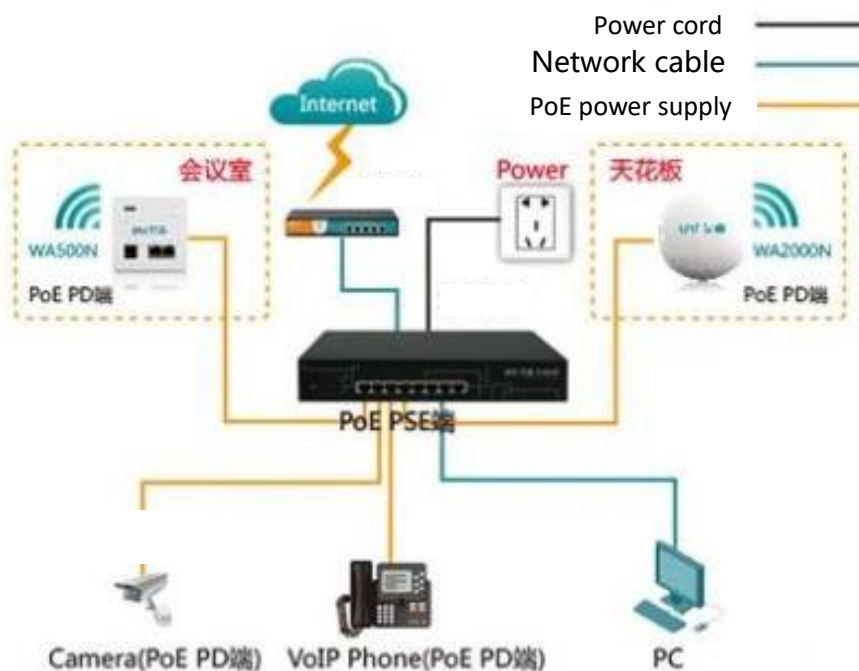 Power cord
Network cable
PoE power supply
Internet
会议室
Power
天花板
WA500N
WA2000N
PoE PD端
PoE PD端
PoE PSE端
Camera(PoE PD端)
VoIP Phone(PoE PD端)
PC